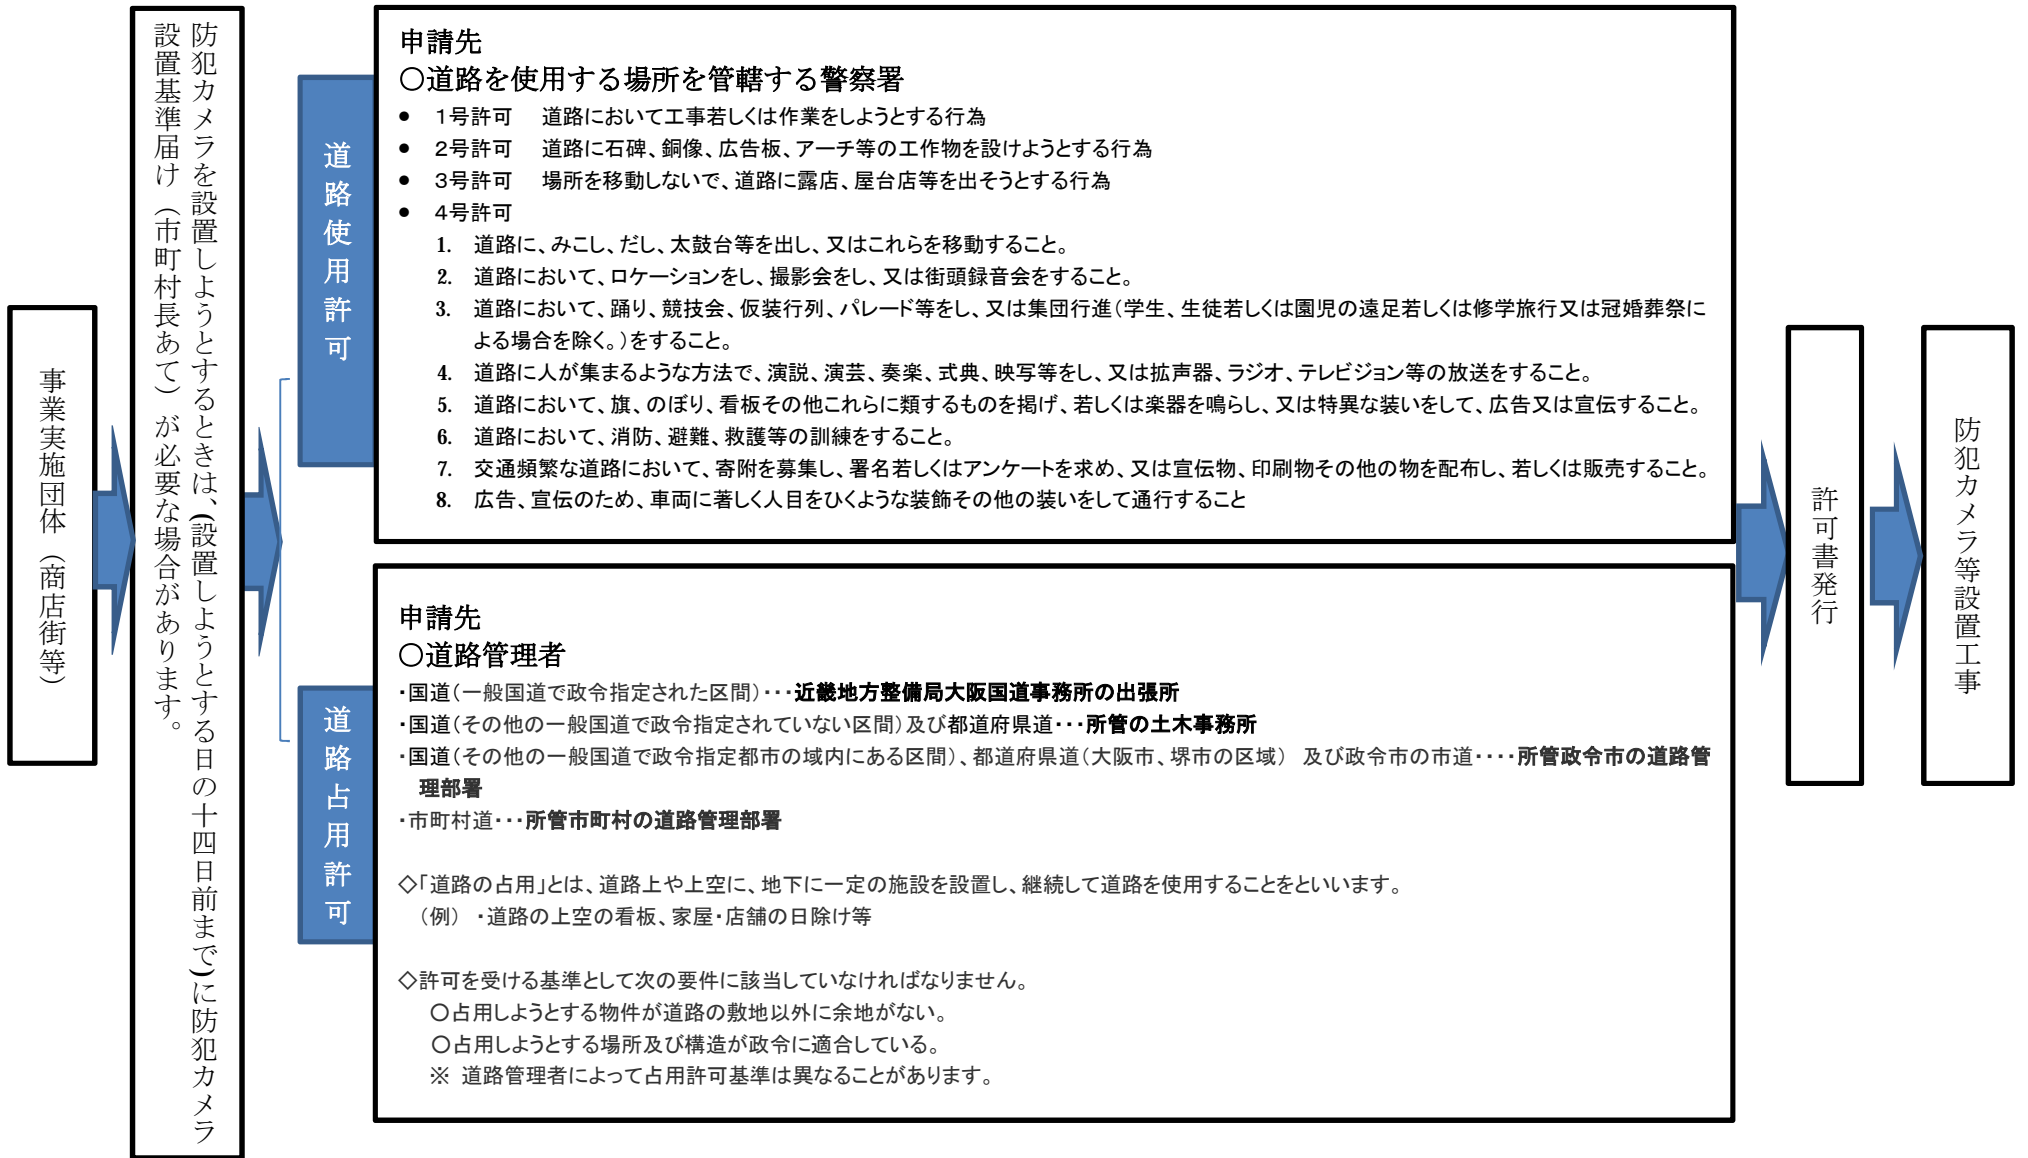 事業実施団体（商店街等）
防犯カメラを設置しようとするときは、(設置しようとする日の十四日前まで)に防犯カメラ
設置基準届け（市町村長あて）が必要な場合があります。
道路使用許可
申請先
○道路を使用する場所を管轄する警察署
● 1号許可　道路において工事若しくは作業をしようとする行為
● 2号許可　道路に石碑、銅像、広告板、アーチ等の工作物を設けようとする行為
● 3号許可　場所を移動しないで、道路に露店、屋台店等を出そうとする行為
● 4号許可
1. 道路に、みこし、だし、太鼓台等を出し、又はこれらを移動すること。
2. 道路において、ロケーションをし、撮影会をし、又は街頭録音会をすること。
3. 道路において、踊り、競技会、仮装行列、パレード等をし、又は集団行進(学生、生徒若しくは園児の遠足若しくは修学旅行又は冠婚葬祭に
よる場合を除く。)をすること。
4. 道路に人が集まるような方法で、演説、演芸、奏楽、式典、映写等をし、又は拡声器、ラジオ、テレビジョン等の放送をすること。
5. 道路において、旗、のぼり、看板その他これらに類するものを掲げ、若しくは楽器を鳴らし、又は特異な装いをして、広告又は宣伝すること。
6. 道路において、消防、避難、救護等の訓練をすること。
7. 交通頻繁な道路において、寄附を募集し、署名若しくはアンケートを求め、又は宣伝物、印刷物その他の物を配布し、若しくは販売すること。
8. 広告、宣伝のため、車両に著しく人目をひくような装飾その他の装いをして通行すること
道路占用許可
申請先
○道路管理者
・国道(一般国道で政令指定された区間)・・・近畿地方整備局大阪国道事務所の出張所
・国道(その他の一般国道で政令指定されていない区間)及び都道府県道・・・所管の土木事務所
・国道(その他の一般国道で政令指定都市の域内にある区間)、都道府県道(大阪市、堺市の区域) 及び政令市の市道・・・・所管政令市の道路管
理部署
・市町村道・・・所管市町村の道路管理部署
◇「道路の占用」とは、道路上や上空に、地下に一定の施設を設置し、継続して道路を使用することをといいます。
（例） ・道路の上空の看板、家屋・店舗の日除け等
◇許可を受ける基準として次の要件に該当していなければなりません。
○占用しようとする物件が道路の敷地以外に余地がない。
○占用しようとする場所及び構造が政令に適合している。
※ 道路管理者によって占用許可基準は異なることがあります。
許可書発行
防犯カメラ等設置工事